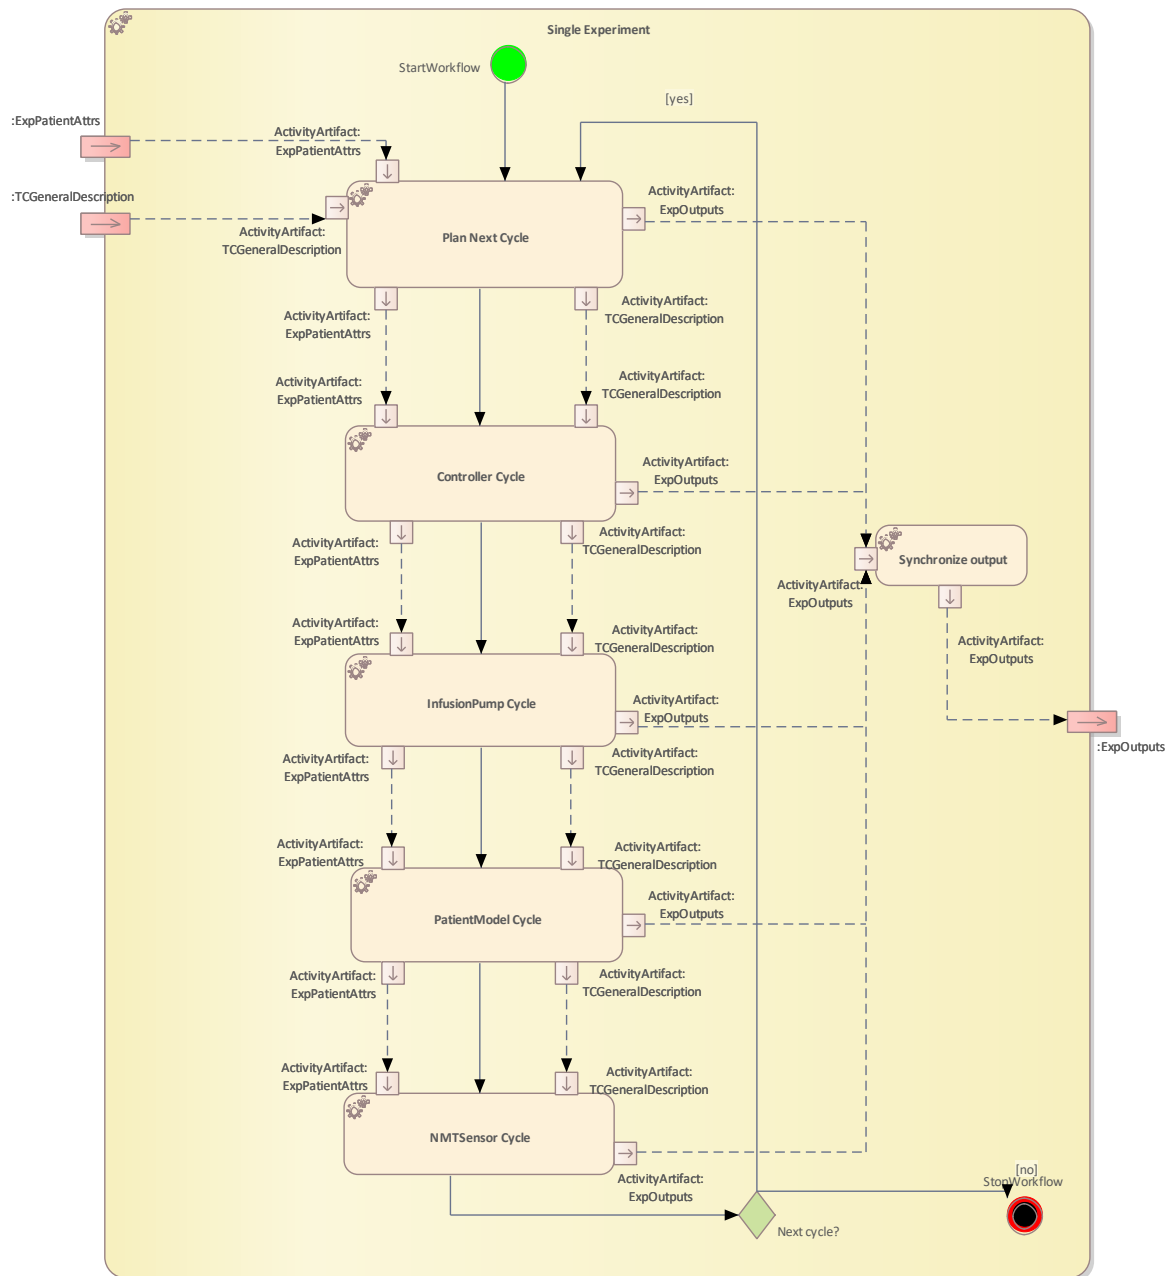 Single Experiment
StartWorkflow
[yes]
:ExpPatientAttrs
ActivityArtifact:
ExpPatientAttrs
:TCGeneralDescription
ActivityArtifact:
TCGeneralDescription
ActivityArtifact:
ExpOutputs
Plan Next Cycle
ActivityArtifact:
ExpPatientAttrs
ActivityArtifact:
TCGeneralDescription
ActivityArtifact:
ExpPatientAttrs
ActivityArtifact:
TCGeneralDescription
Controller Cycle
ActivityArtifact:
ExpOutputs
ActivityArtifact:
ExpPatientAttrs
ActivityArtifact:
TCGeneralDescription
Synchronize output
ActivityArtifact:
ExpOutputs
ActivityArtifact:
ExpPatientAttrs
ActivityArtifact:
TCGeneralDescription
ActivityArtifact:
ExpOutputs
InfusionPump Cycle
ActivityArtifact:
ExpOutputs
:ExpOutputs
ActivityArtifact:
ExpPatientAttrs
ActivityArtifact:
TCGeneralDescription
ActivityArtifact:
ExpPatientAttrs
ActivityArtifact:
TCGeneralDescription
PatientModel Cycle
ActivityArtifact:
ExpOutputs
ActivityArtifact:
ExpPatientAttrs
ActivityArtifact:
TCGeneralDescription
ActivityArtifact:
ExpPatientAttrs
ActivityArtifact:
TCGeneralDescription
NMTSensor Cycle
ActivityArtifact:
ExpOutputs
[no]
StopWorkflow
Next cycle?